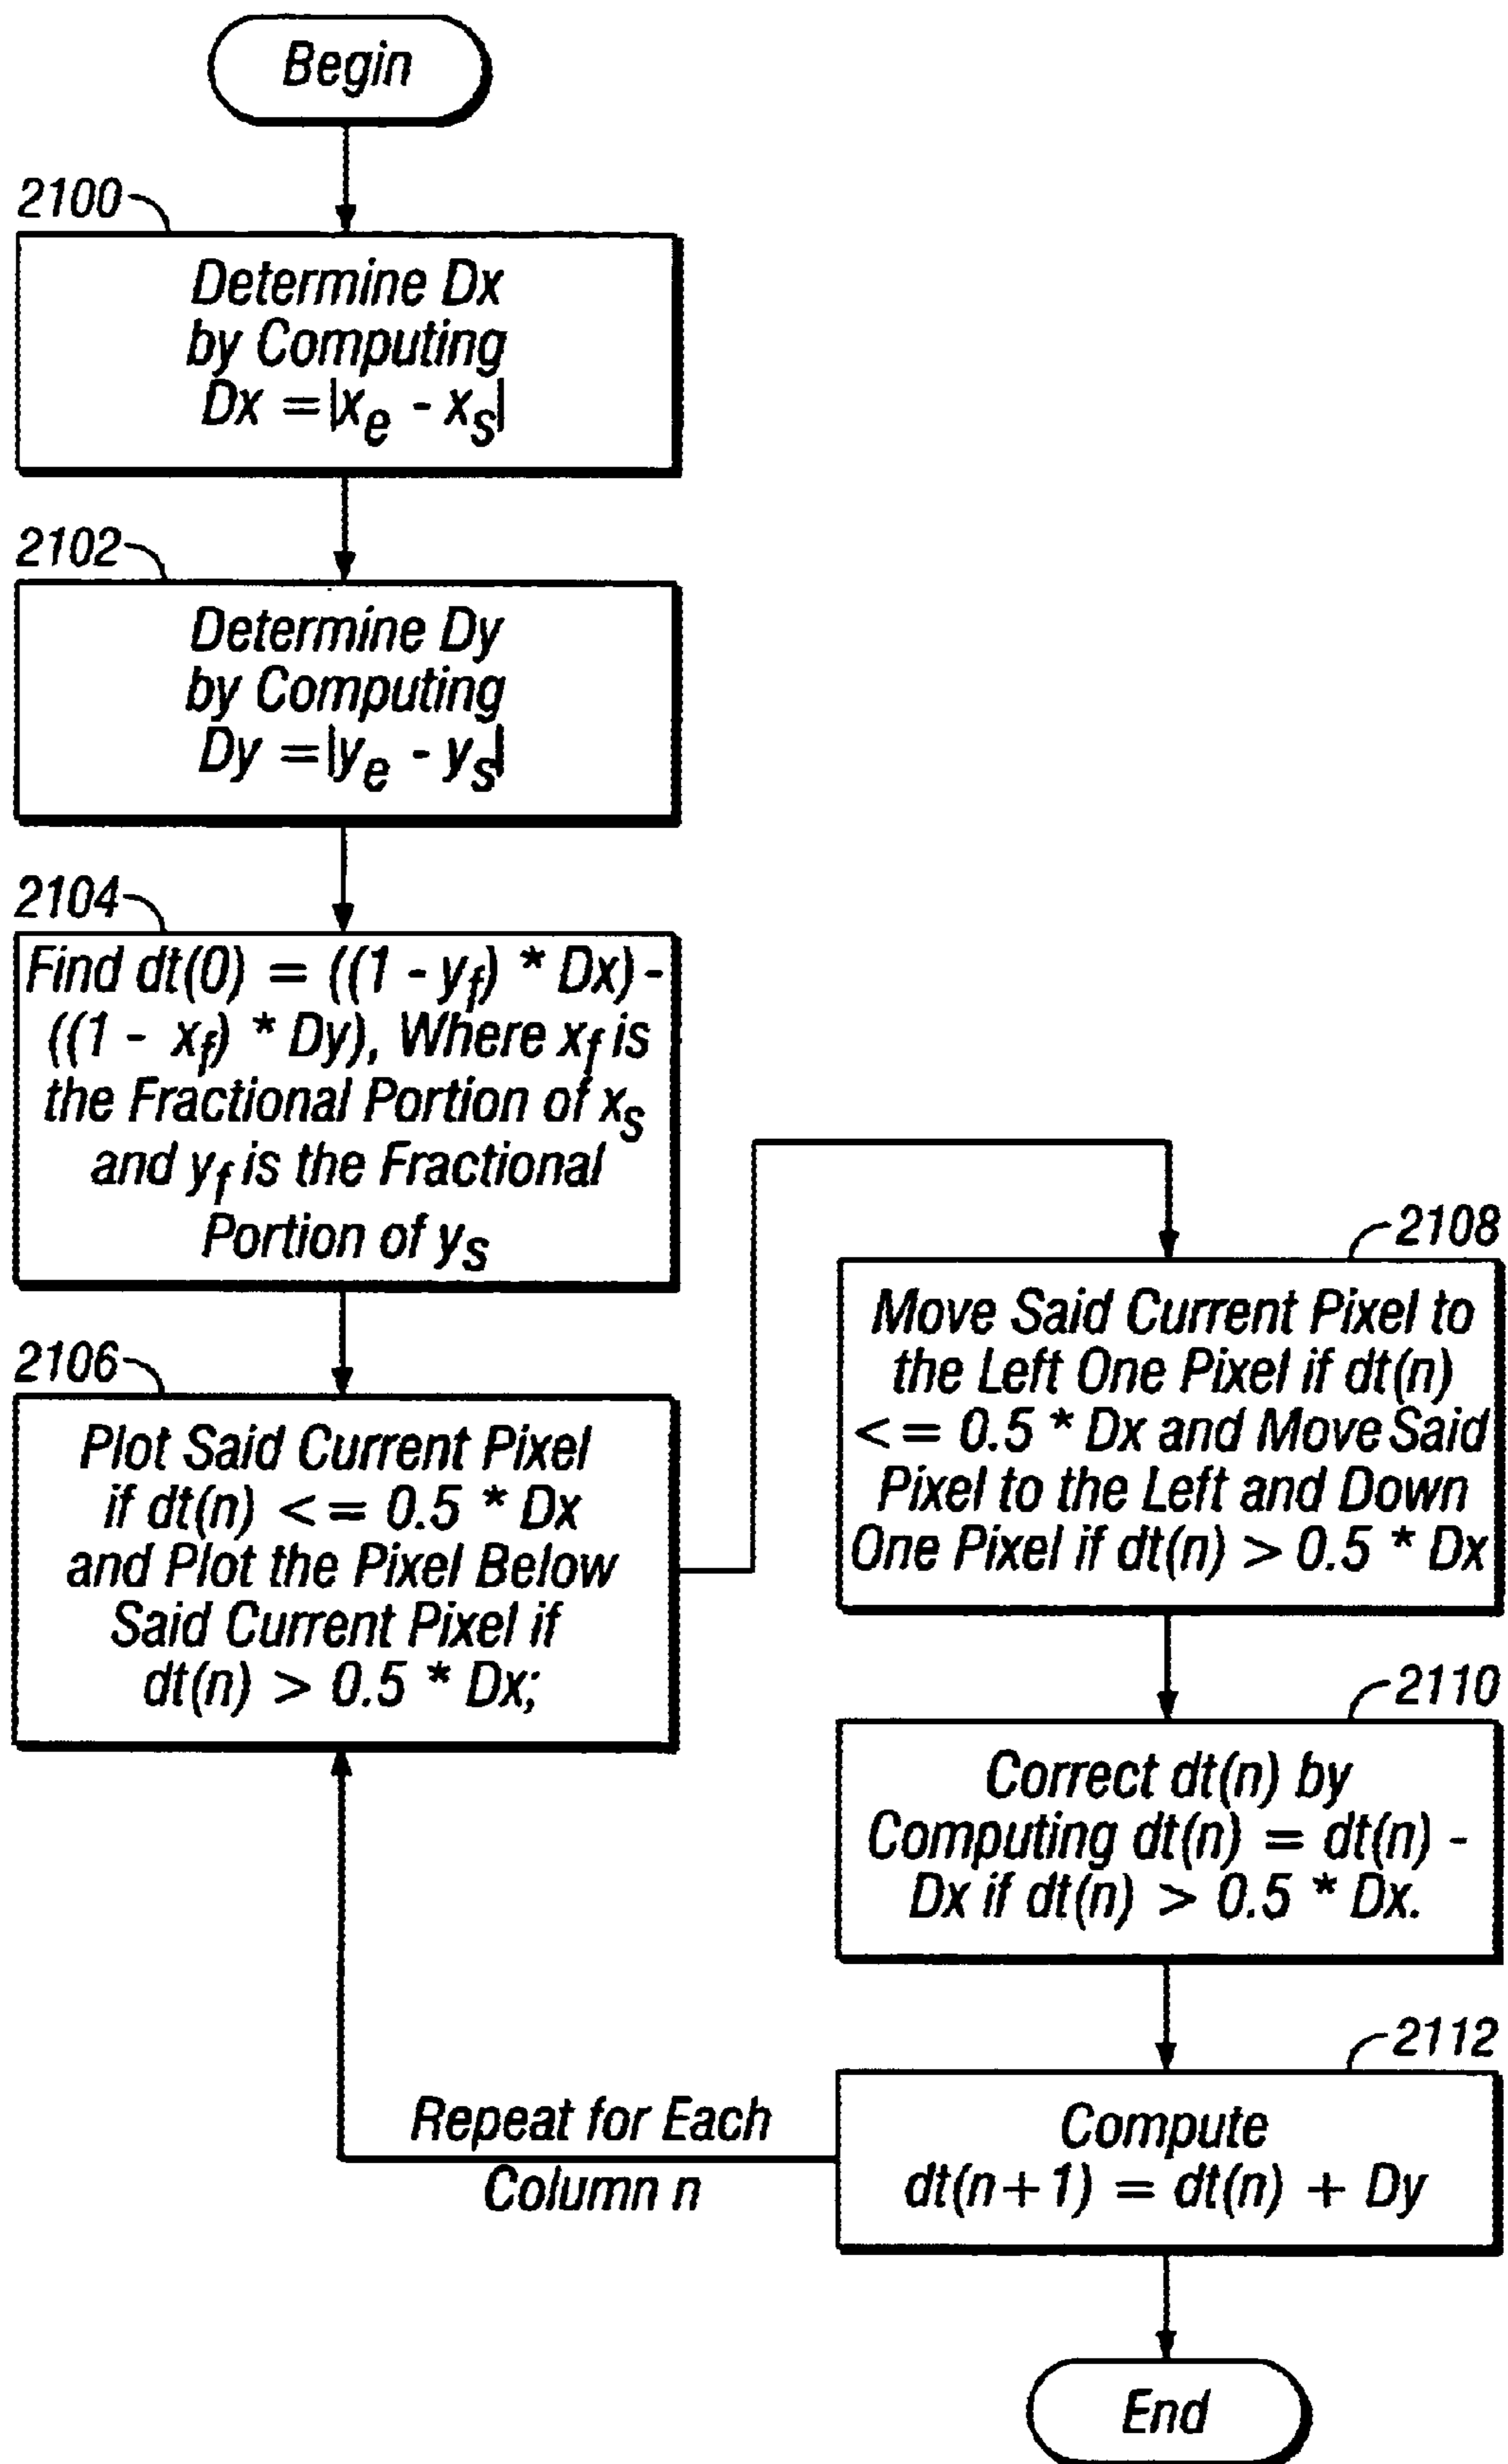 Begin
2100
Determine Dx
by Computing
Dx =|xe - xs|
2102
Determine Dy
by Computing
Dy =|ye - ys|
2104
Find dt(0) = ((1 - yf) * Dx) -
((1 - xf) * Dy), Where xf is
the Fractional Portion of xs
and yf is the Fractional
Portion of ys
2106
Plot Said Current Pixel
if dt(n) <= 0.5 * Dx
and Plot the Pixel Below
Said Current Pixel if
dt(n) > 0.5 * Dx;
2108
Move Said Current Pixel to
the Left One Pixel if dt(n)
<= 0.5 * Dx and Move Said
Pixel to the Left and Down
One Pixel if dt(n) > 0.5 * Dx
2110
Correct dt(n) by
Computing dt(n) = dt(n) -
Dx if dt(n) > 0.5 * Dx.
2112
Compute
dt(n+1) = dt(n) + Dy
Repeat for Each
Column n
End